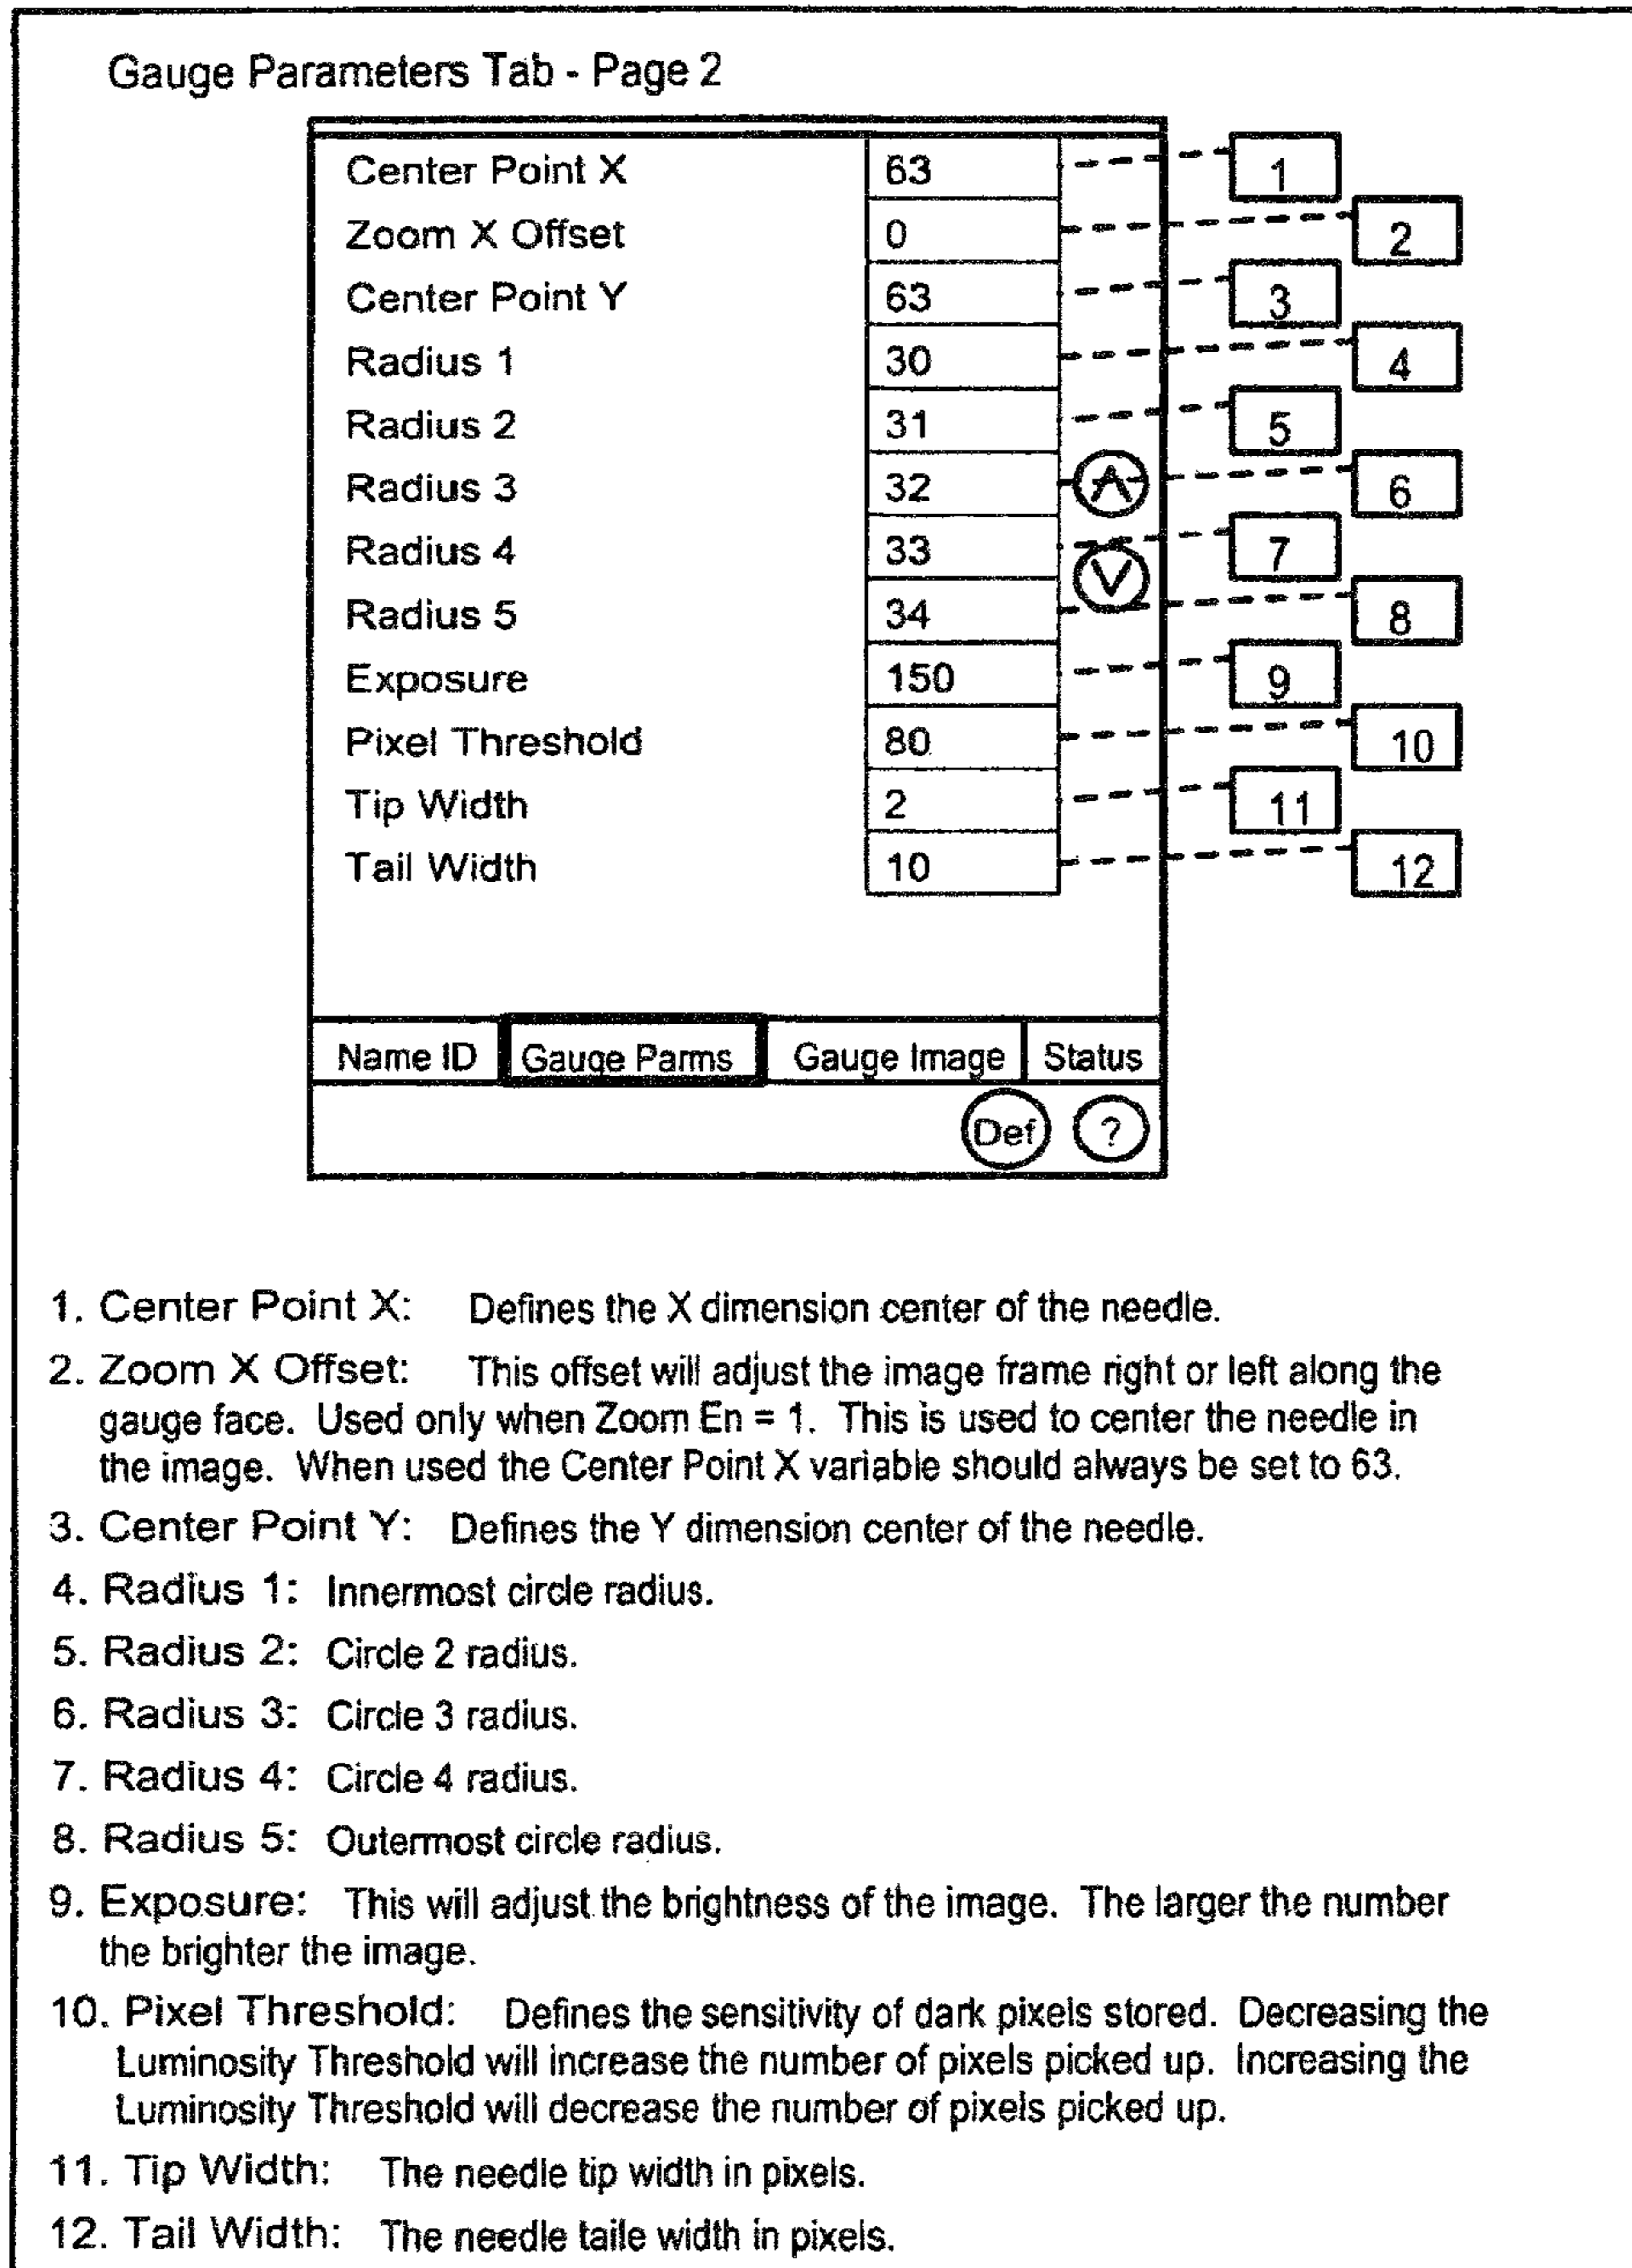 Gauge Parameters Tab - Page 2
Center Point X 63 1
Zoom X Offset 0 2
Center Point Y 63 3
Radius 1 30 4
Radius 2 31 5
Radius 3 32 A 6
Radius 4 33 7
V
Radius 5 34 8
Exposure 150 9
Pixel Threshold 80 10
Tip Width 2 11
Tail Width 10 12
Name ID Gauge Parms Gauge Image Status
Def ?
1. Center Point X: Defines the X dimension center of the needle.
2. Zoom X Offset: This offset will adjust the image frame right or left along the
gauge face. Used only when Zoom En = 1. This is used to center the needle in
the image. When used the Center Point X variable should always be set to 63.
3. Center Point Y: Defines the Y dimension center of the needle.
4. Radius 1: Innermost circle radius.
5. Radius 2: Circle 2 radius.
6. Radius 3: Circle 3 radius.
7. Radius 4: Circle 4 radius.
8. Radius 5: Outermost circle radius.
9. Exposure: This will adjust the brightness of the image. The larger the number
the brighter the image.
10. Pixel Threshold: Defines the sensitivity of dark pixels stored. Decreasing the
Luminosity Threshold will increase the number of pixels picked up. Increasing the
Luminosity Threshold will decrease the number of pixels picked up.
11. Tip Width: The needle tip width in pixels.
12. Tail Width: The needle taile width in pixels.